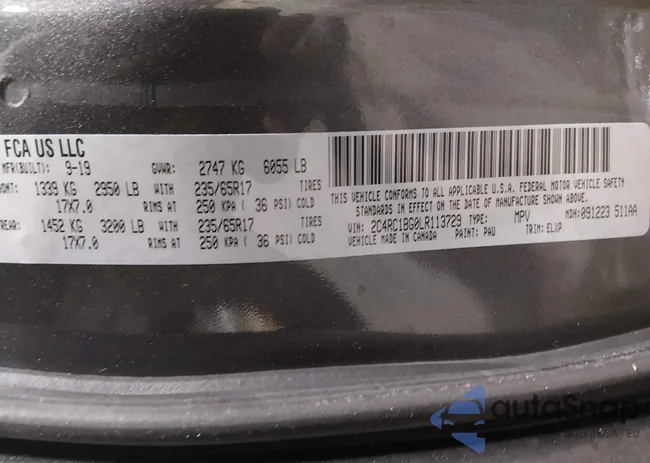 FCA US LLC
MFR(BUILT): 9-19 GVWR: 2747 KG 6055 LB
RONT: 1339 KG 2950 LB WITH 235/65R17 TIRES
17X7.0 RIMS AT 250 KPA ( 36 PSI) COLD
REAR: 1452 KG 3200 LB WITH 235/65R17 TIRES
17X7.0 RIMS AT 250 KPA ( 36 PSI) COLD
THIS VEHICLE CONFORMS TO ALL APPLICABLE U.S.A. FEDERAL MOTOR VEHICLE SAFETY
STANDARDS IN EFFECT ON THE DATE OF MANUFACTURE SHOWN ABOVE.
VIN: 2C4RC1BG0LR113729 TYPE: MPV MDH: 091223 511AA
VEHICLE MADE IN CANADA PAINT: PAU TRIM: ELXP
autoSnap